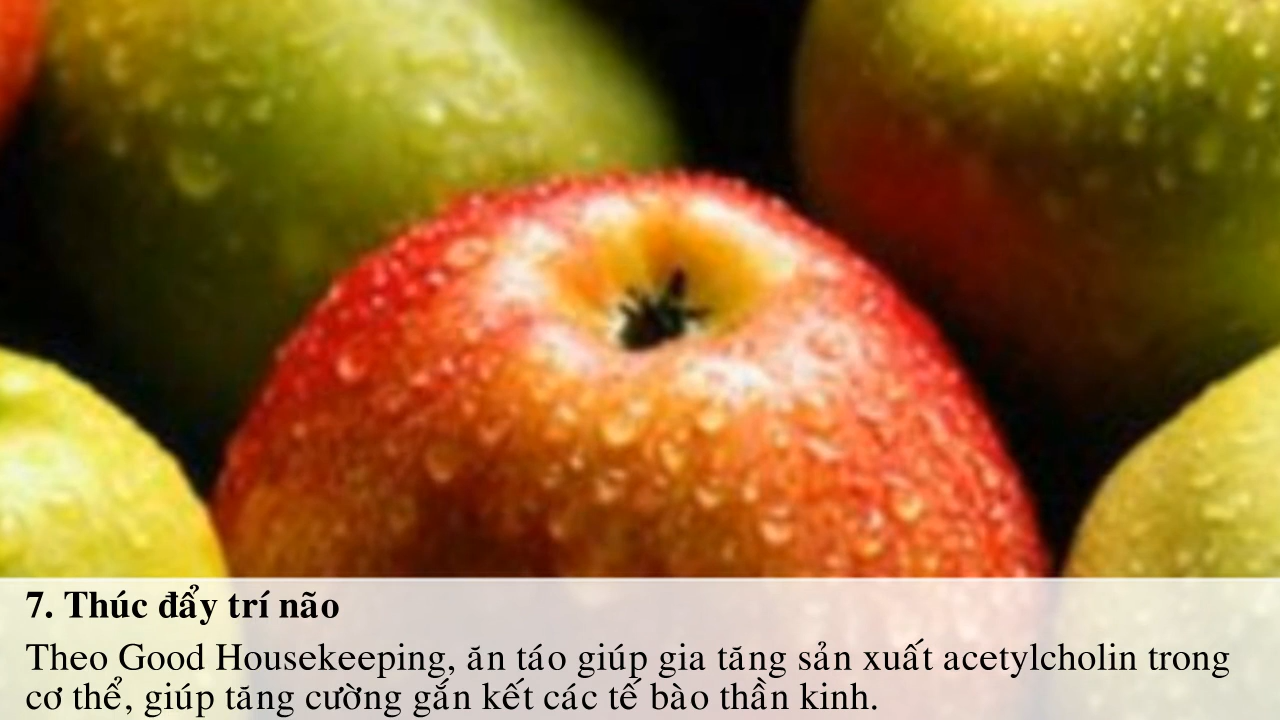 7. Thúc đẩy trí não
Theo Good Housekeeping, ăn táo giúp gia tăng sản xuất acetylcholin trong
cơ thể, giúp tăng cường gắn kết các tế bào thần kinh.